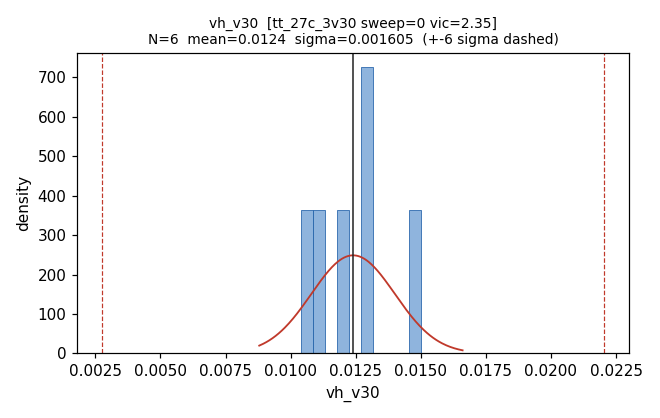 vh_v30  [tt_27c_3v30 sweep=0 vic=2.35]
N=6  mean=0.0124  sigma=0.001605  (+-6 sigma dashed)
700
600
500
400
300
200
100
0
density
0.0025 0.0050 0.0075 0.0100 0.0125 0.0150 0.0175 0.0200 0.0225
vh_v30